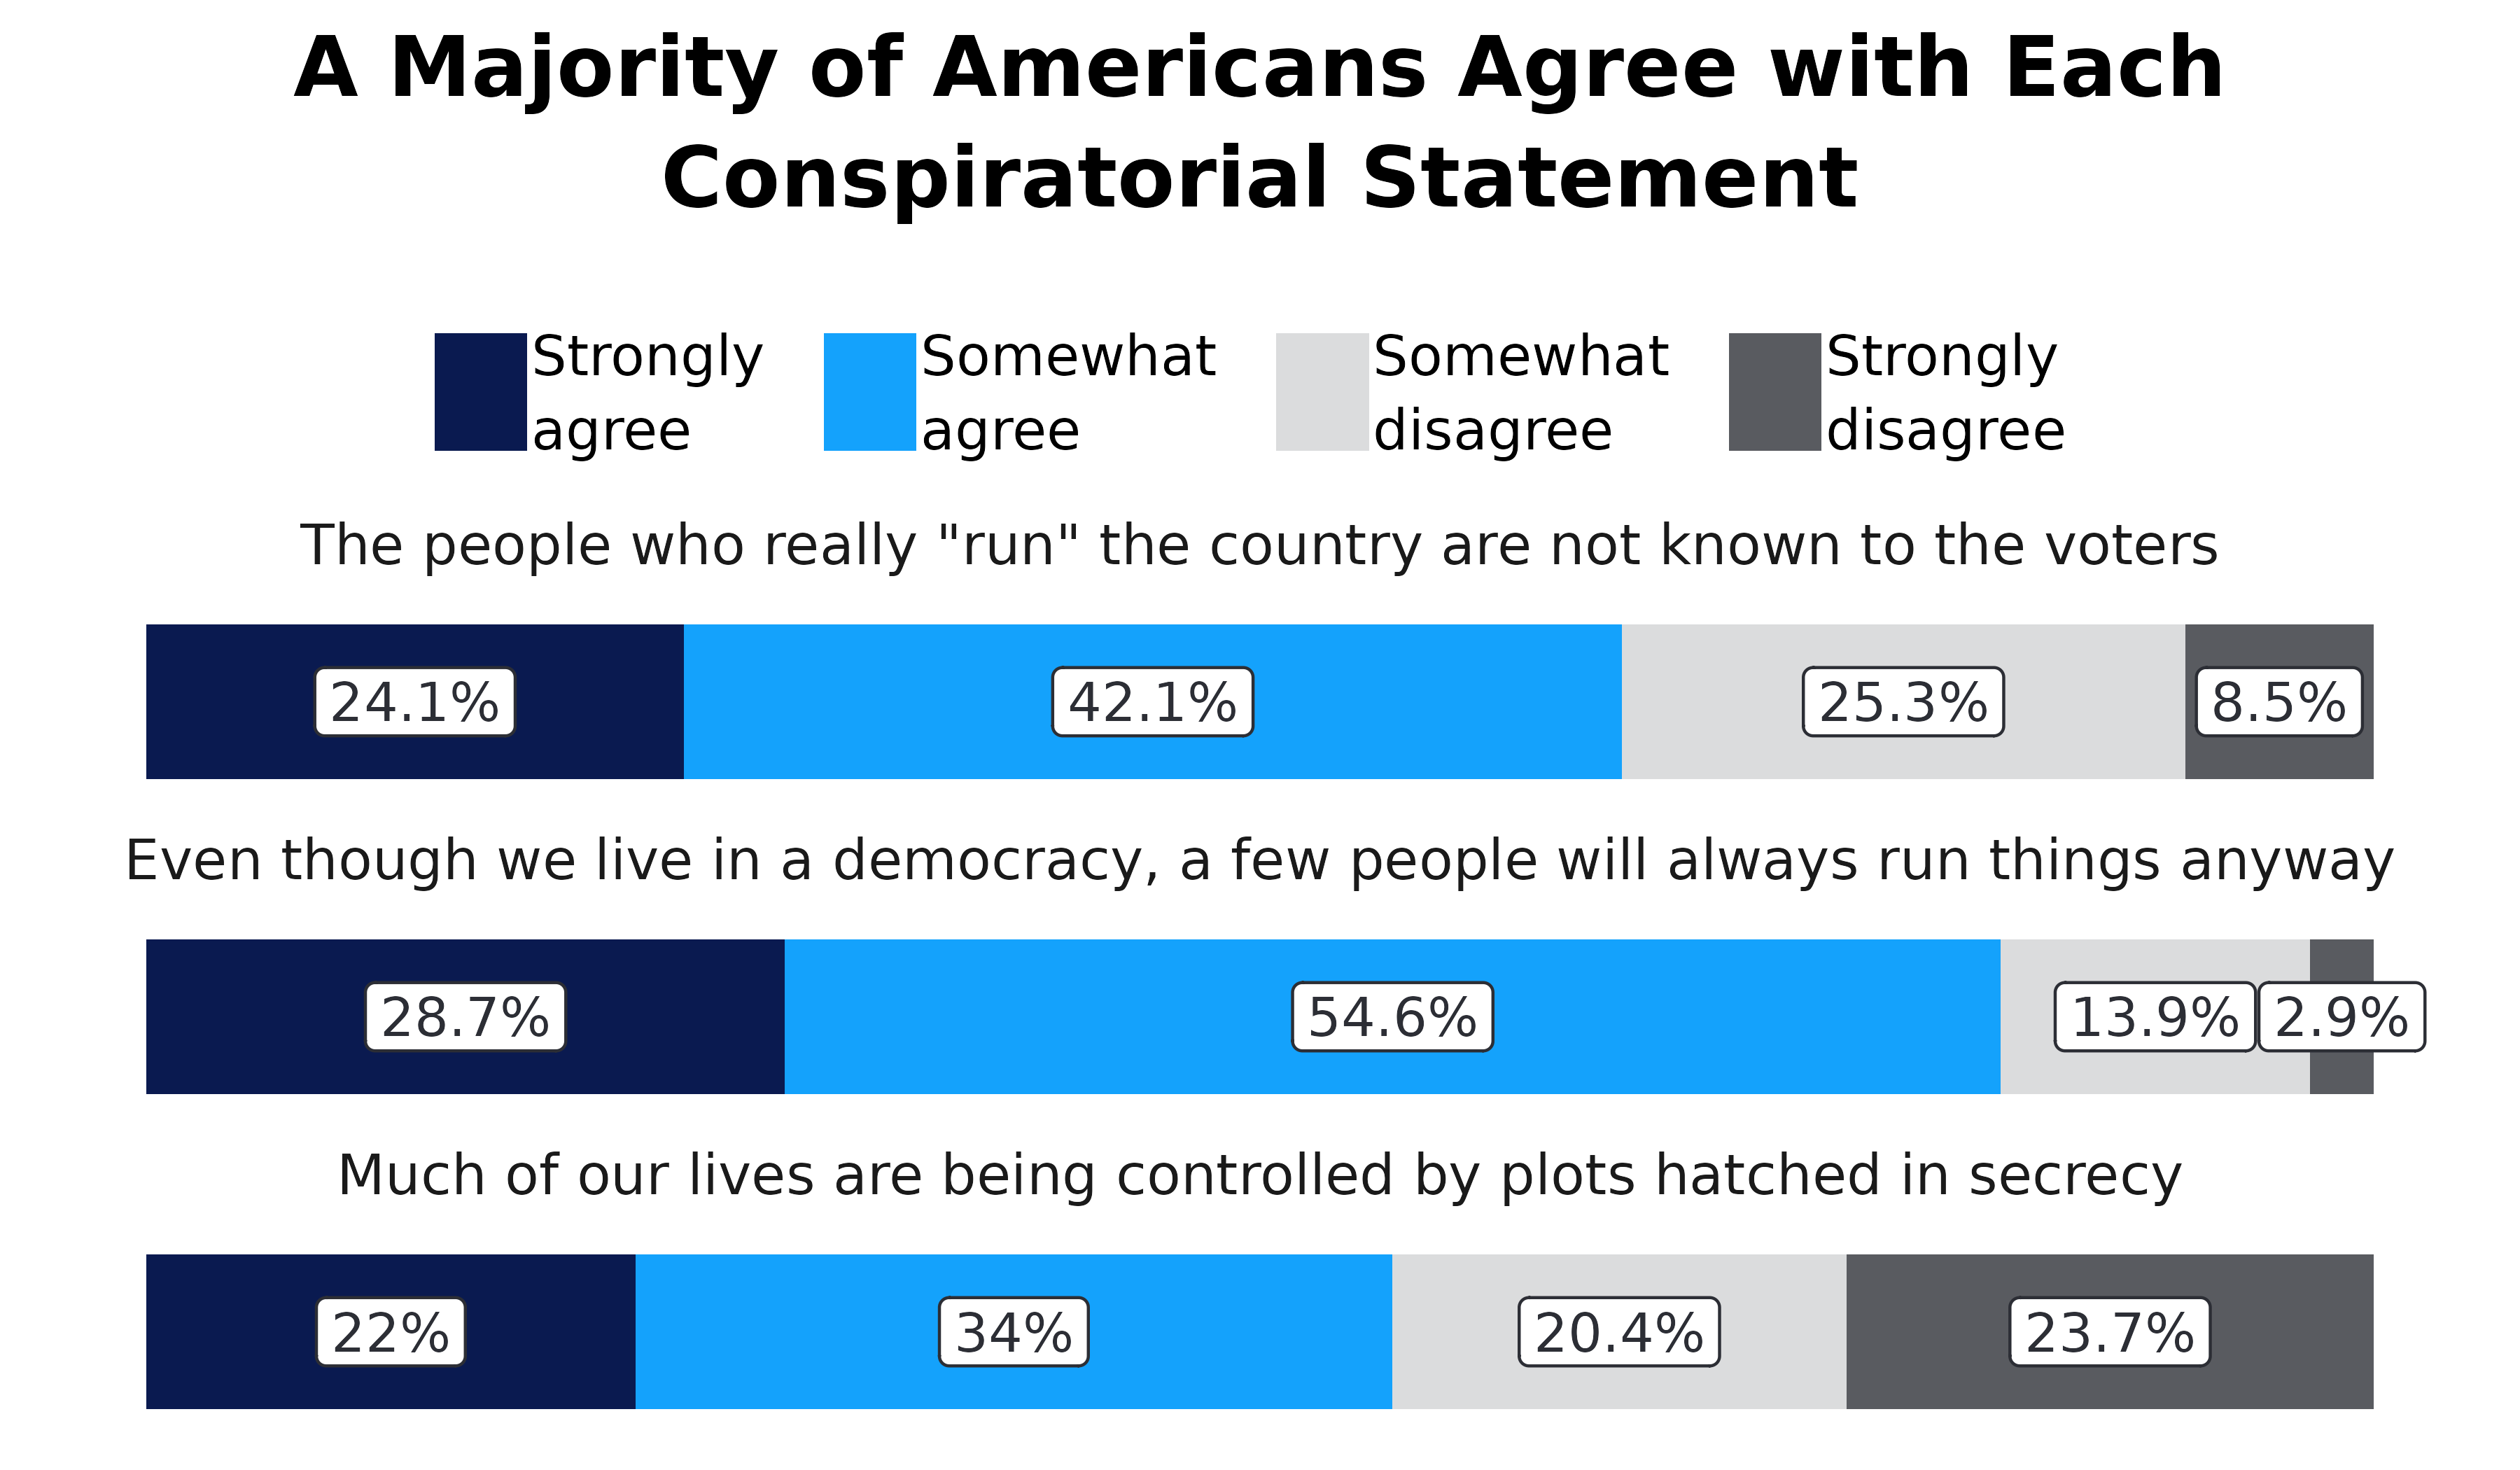 A Majority of Americans Agree with Each
Conspiratorial Statement
Strongly agree
Somewhat agree
Somewhat disagree
Strongly disagree
The people who really "run" the country are not known to the voters
24.1% 42.1% 25.3% 8.5%
Even though we live in a democracy, a few people will always run things anyway
28.7% 54.6% 13.9% 2.9%
Much of our lives are being controlled by plots hatched in secrecy
22% 34% 20.4% 23.7%